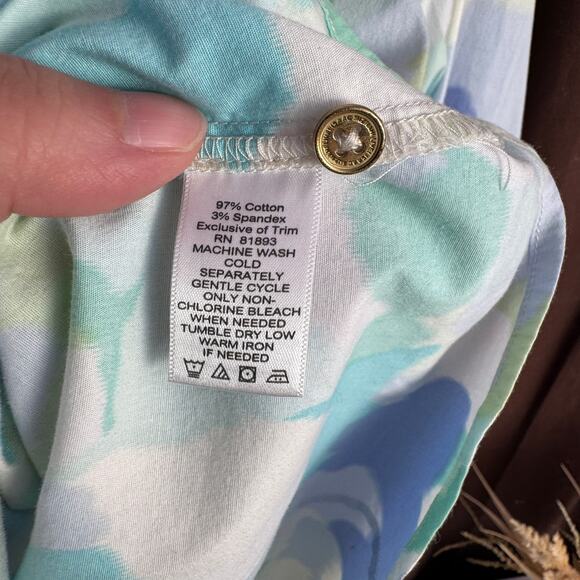 97% Cotton
3% Spandex
Exclusive of Trim
RN 81893
MACHINE WASH
COLD
SEPARATELY
GENTLE CYCLE
ONLY NON-
CHLORINE BLEACH
WHEN NEEDED
TUMBLE DRY LOW
WARM IRON
IF NEEDED